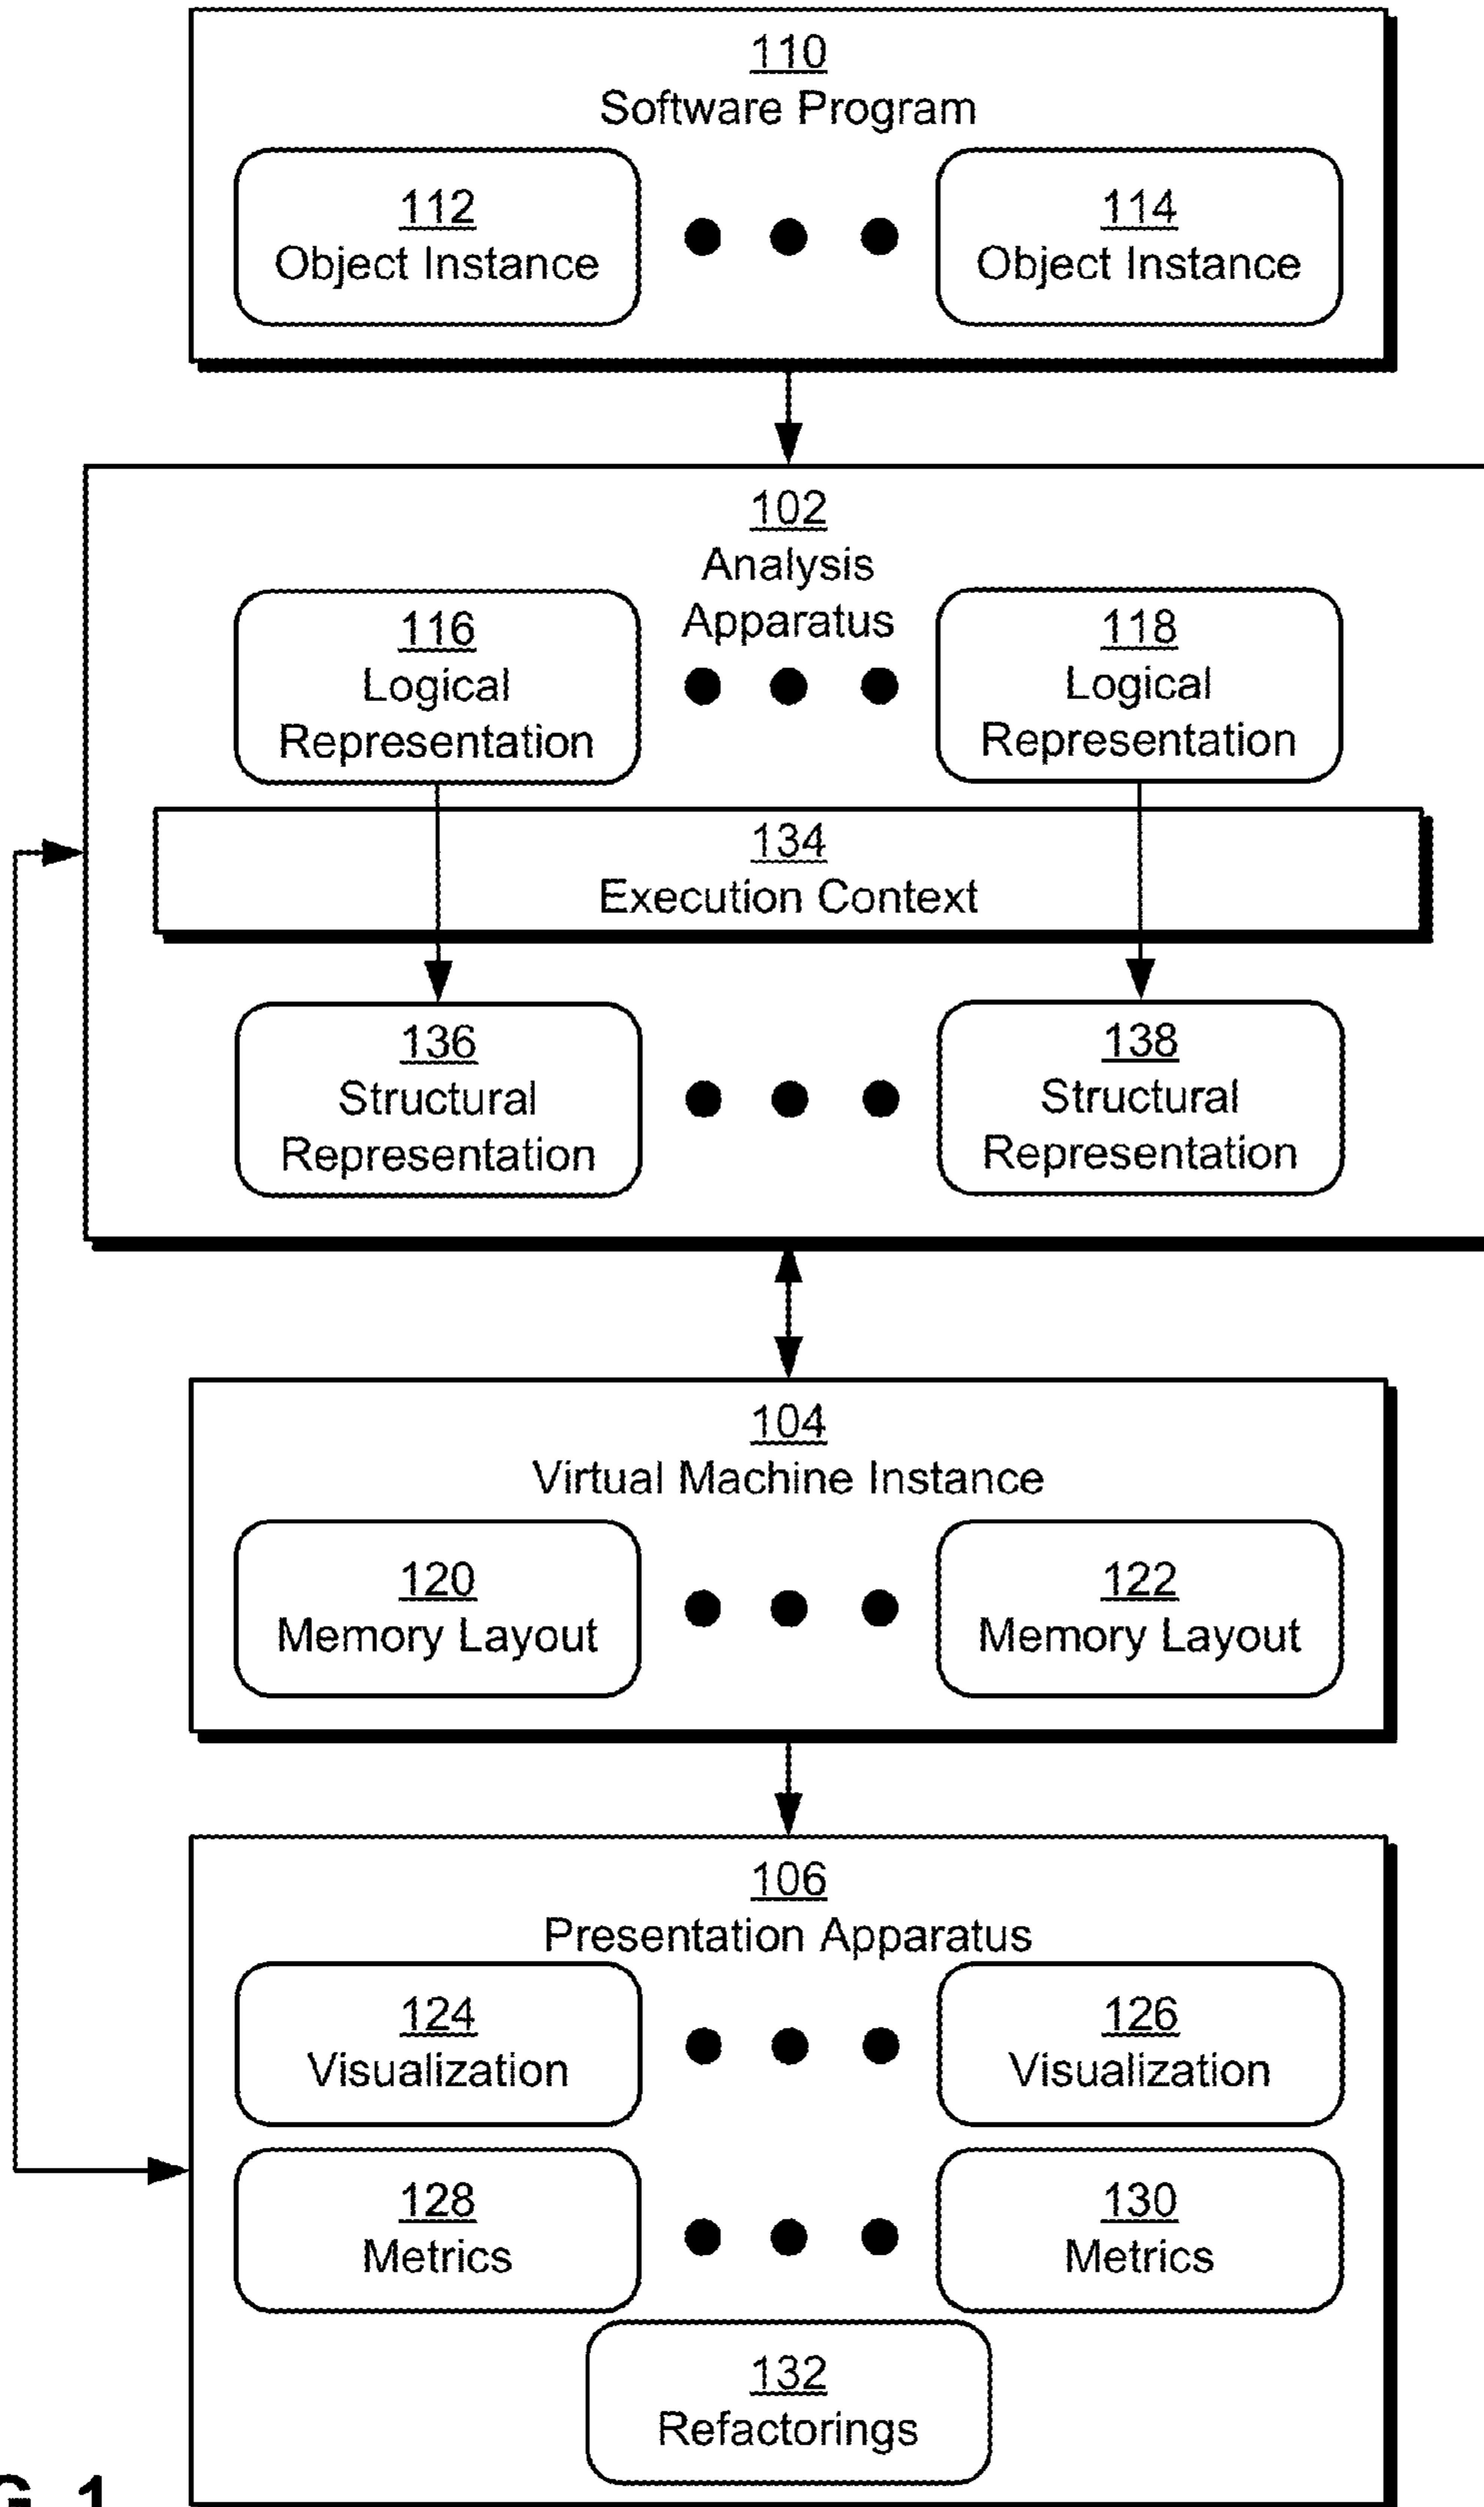 110
Software Program
112
Object Instance
114
Object Instance
102
Analysis
Apparatus
116
Logical
Representation
118
Logical
Representation
134
Execution Context
136
Structural
Representation
138
Structural
Representation
104
Virtual Machine Instance
120
Memory Layout
122
Memory Layout
106
Presentation Apparatus
124
Visualization
126
Visualization
128
Metrics
130
Metrics
132
Refactorings